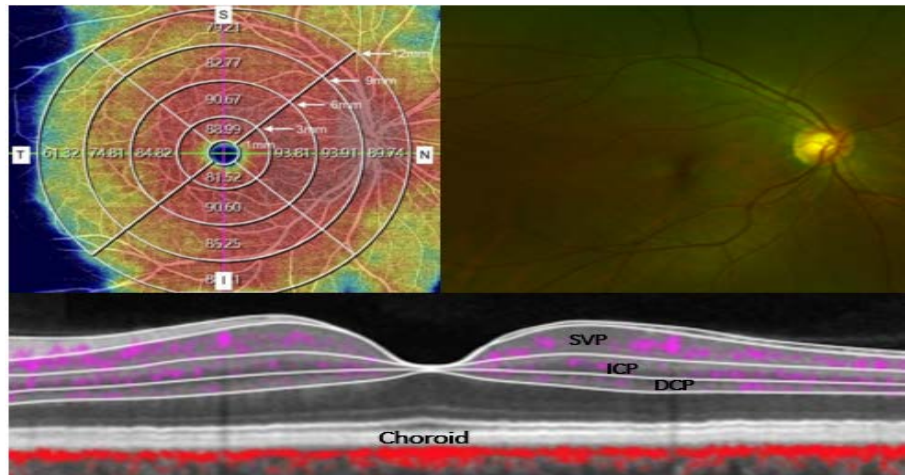 S
79.21
12mm
82.77
9mm
90.67
6mm
88.99
3mm
1mm
T 61.32 74.81 84.82 93.81 93.91 89.74 N
81.52
90.60
85.25
I
SVP
ICP
DCP
Choroid